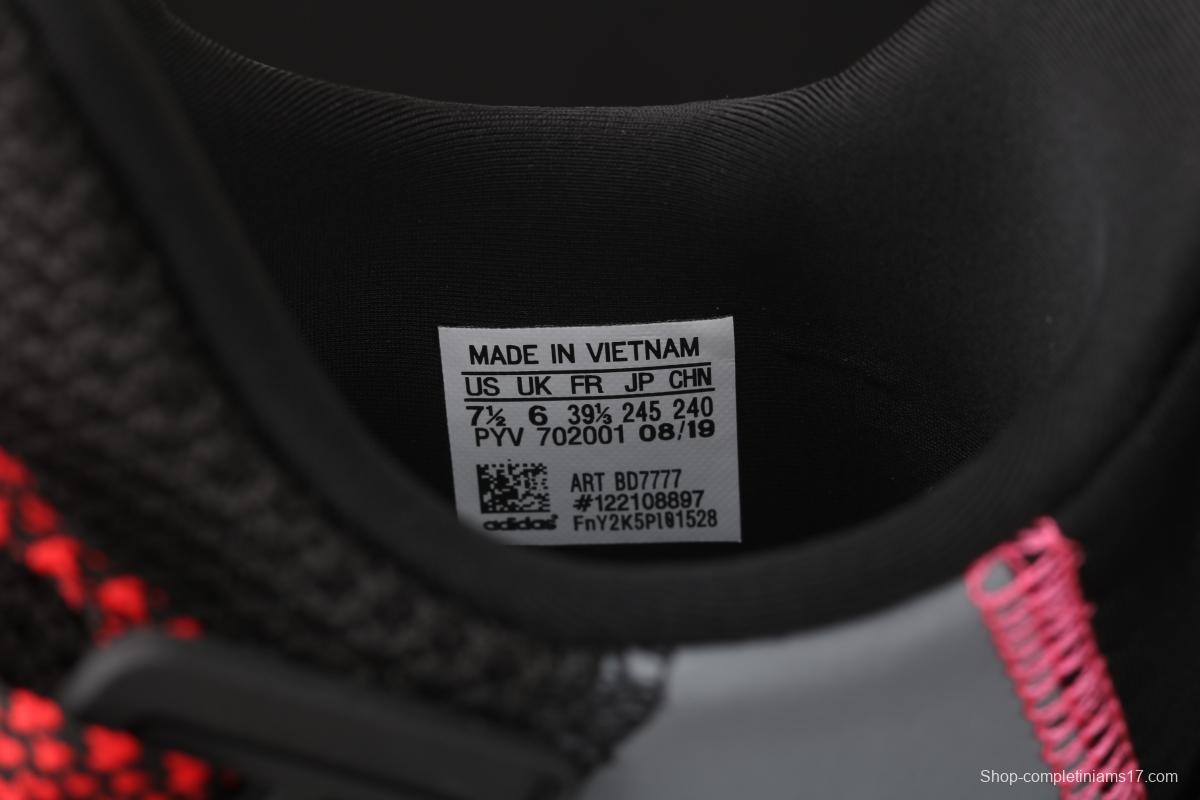 MADE IN VIETNAM
US UK FR JP CHN
7½ 6 39⅓ 245 240
PYV 702001 08/19
ART BD7777
#122108897
adidas FnY2K5Pl01528
Shop-completiniams17.com